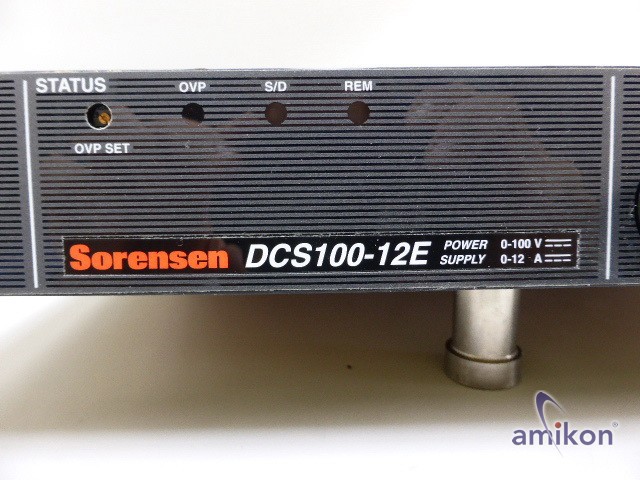 STATUS OVP S/D REM
OVP SET
Sorensen DCS100-12E POWER SUPPLY 0-100 V 0-12 A
amikon®